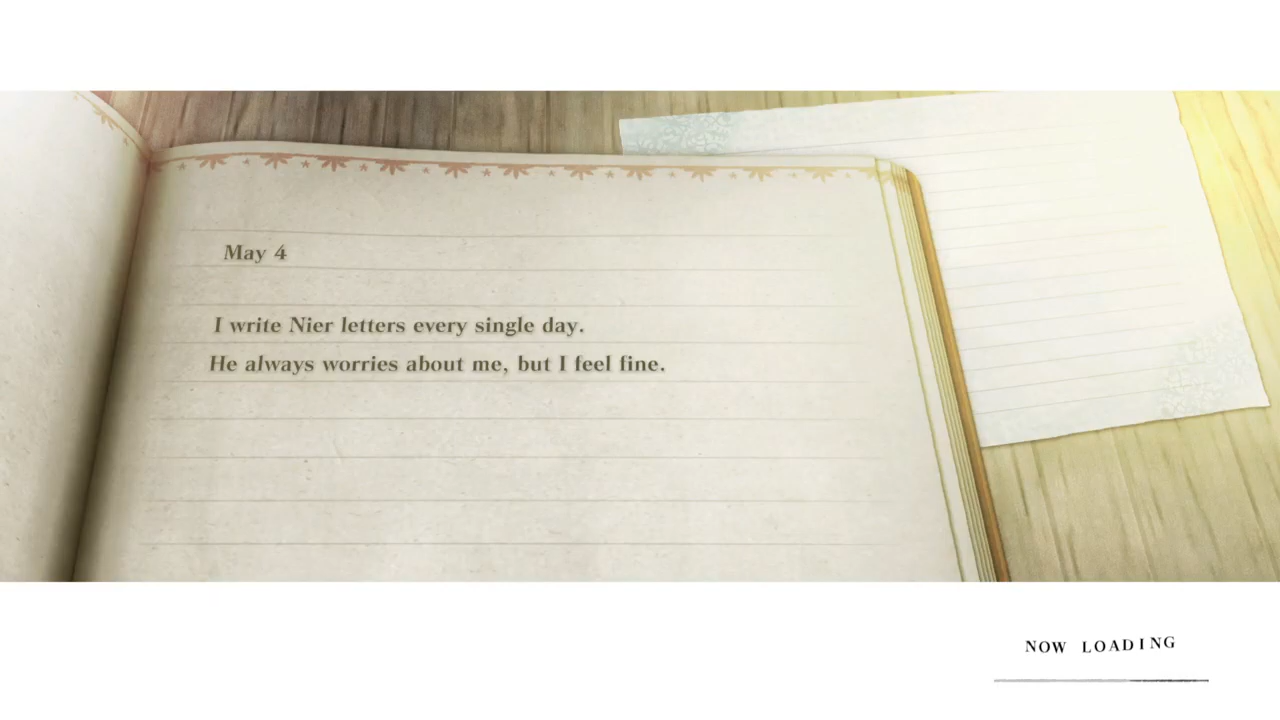 May 4
I write Nier letters every single day.
He always worries about me, but I feel fine.
NOW LOADING